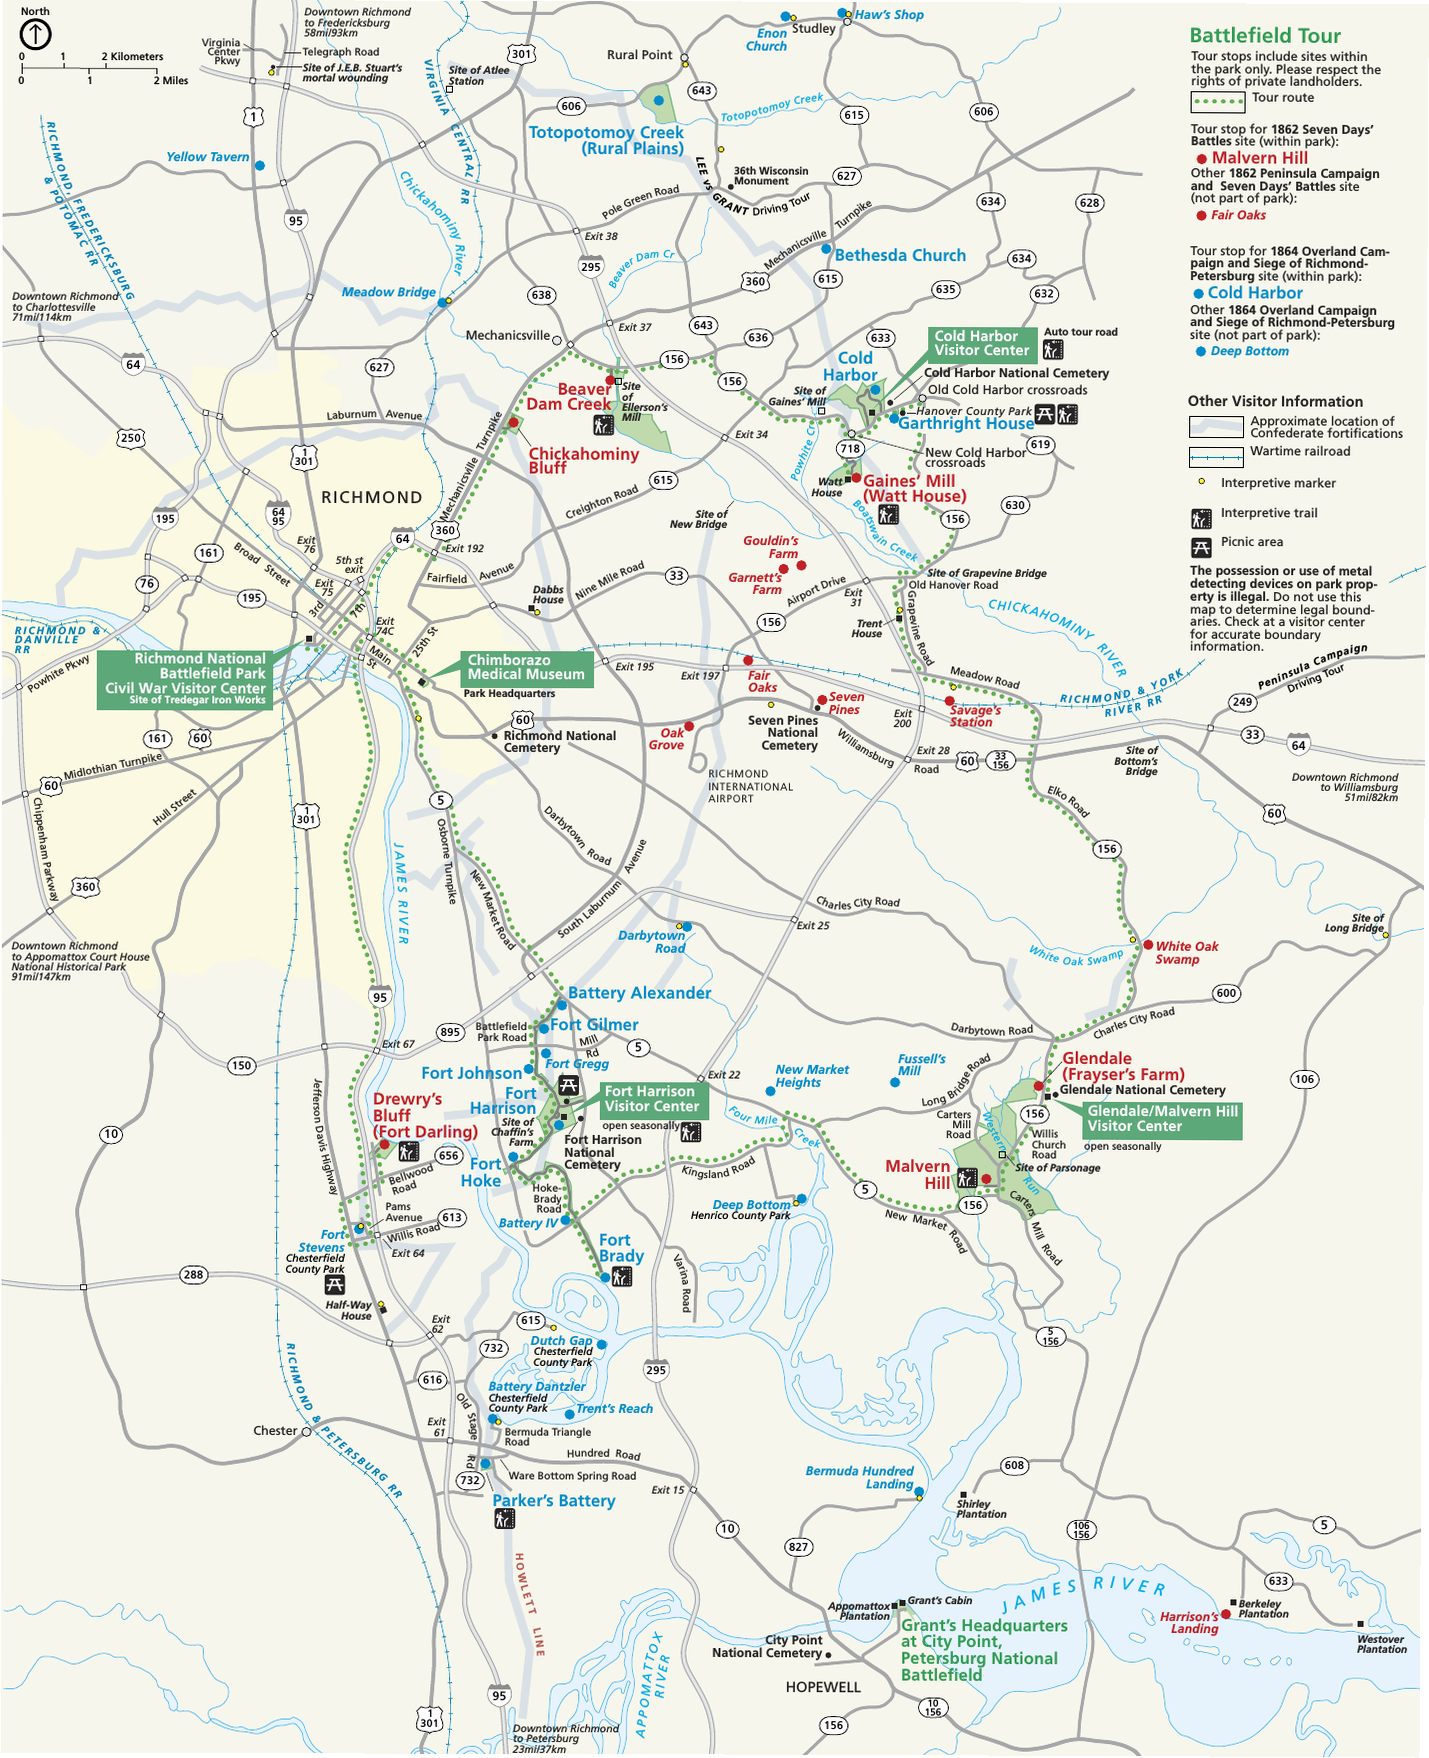 North
0 1 2 Kilometers
0 1 2 Miles
Downtown Richmond
to Fredericksburg
58mi/93km
Virginia
Center
Pkwy
Telegraph Road
Site of J.E.B. Stuart's
mortal wounding
1
Yellow Tavern
95
VIRGINIA CENTRAL RR
Site of Atlee
Station
301
Rural Point
Enon
Church
Studley
Haw's Shop
606
643
615
606
Totopotomoy Creek
Totopotomoy Creek
(Rural Plains)
LEE vs GRANT Driving Tour
36th Wisconsin
Monument
627
Pole Green Road
634
628
Chickahominy River
RICHMOND, FREDERICKSBURG
& POTOMAC RR
Exit 38
295
Beaver Dam Cr
Mechanicsville Turnpike
Bethesda Church
360
615
634
635
632
Downtown Richmond
to Charlottesville
71mi/114km
Meadow Bridge
638
Mechanicsville
Exit 37
643
636
633
64
627
156
156
Cold
Harbor
Cold Harbor
Visitor Center
Auto tour road
Cold Harbor National Cemetery
Old Cold Harbor crossroads
Hanover County Park
Garthright House
Site of
Gaines' Mill
Beaver
Dam Creek
Site
of
Ellerson's
Mill
Laburnum Avenue
250
1
301
Mechanicsville Turnpike
Chickahominy
Bluff
Exit 34
615
Creighton Road
Powhite Cr
718
New Cold Harbor
crossroads
619
Watt
House
Gaines' Mill
(Watt House)
630
156
Boatswain Creek
RICHMOND
Site of
New Bridge
195
64
95
161
Broad Street
Exit
76
5th st
exit
64
360
Exit 192
Fairfield Avenue
Gouldin's
Farm
Garnett's
Farm
76
195
Exit
75
3rd
7th
Exit
74C
Main
St
25th St
Dabbs
House
Nine Mile Road
33
156
Airport Drive
Exit
31
Site of Grapevine Bridge
Old Hanover Road
Grapevine Road
Trent
House
CHICKAHOMINY RIVER
RICHMOND &
DANVILLE
RR
Powhite Pkwy
Richmond National
Battlefield Park
Civil War Visitor Center
Site of Tredegar Iron Works
Chimborazo
Medical Museum
Park Headquarters
Exit 195
Exit 197
Fair
Oaks
Meadow Road
RICHMOND & YORK
RIVER RR
Peninsula Campaign
Driving Tour
249
161
60
60
Richmond National
Cemetery
Oak
Grove
Seven Pines
National
Cemetery
Seven
Pines
Williamsburg
Road
Exit
200
Savage's
Station
Exit 28
60
33
156
Site of
Bottom's
Bridge
33
64
Downtown Richmond
to Williamsburg
51mi/82km
60
Midlothian Turnpike
60
Hull Street
1
301
5
RICHMOND
INTERNATIONAL
AIRPORT
Elko Road
156
Chippenham Parkway
360
JAMES RIVER
Osborne Turnpike
New Market Road
Darbytown Road
South Laburnum Avenue
Charles City Road
Exit 25
Darbytown
Road
White Oak Swamp
White Oak
Swamp
Site of
Long Bridge
Downtown Richmond
to Appomattox Court House
National Historical Park
91mi/147km
95
600
Battery Alexander
895
Battlefield
Park Road
Fort Gilmer
Mill
Rd
5
Darbytown Road
Charles City Road
Exit 67
150
Fort Gregg
Fort Johnson
Fort
Harrison
Site of
Chaffin's
Farm
Fort Harrison
Visitor Center
open seasonally
Fort Harrison
National
Cemetery
Exit 22
New Market
Heights
Fussell's
Mill
Long Bridge Road
Glendale
(Frayser's Farm)
Glendale National Cemetery
Glendale/Malvern Hill
Visitor Center
open seasonally
106
10
Jefferson Davis Highway
Drewry's
Bluff
(Fort Darling)
656
Bellwood
Road
Fort
Hoke
Hoke-
Brady
Road
Four Mile Creek
Kingsland Road
Carters
Mill
Road
156
Western Run
Willis
Church
Road
Site of Parsonage
Malvern
Hill
156
Carters Mill Road
5
New Market Road
Deep Bottom
Henrico County Park
Pams
Avenue
613
Willis Road
Exit 64
Fort
Stevens
Chesterfield
County Park
Battery IV
Fort
Brady
Varina Road
288
Half-Way
House
Exit
62
615
Dutch Gap
Chesterfield
County Park
732
616
295
5
156
RICHMOND & PETERSBURG RR
Battery Dantzler
Chesterfield
County Park
Trent's Reach
Old Stage Rd
Exit
61
Chester
Bermuda Triangle
Road
Hundred Road
Ware Bottom Spring Road
732
Parker's Battery
Exit 15
Bermuda Hundred
Landing
608
Shirley
Plantation
10
827
106
156
5
HOWLETT LINE
JAMES RIVER
633
Berkeley
Plantation
Harrison's
Landing
Westover
Plantation
Appomattox
Plantation
Grant's Cabin
Grant's Headquarters
at City Point,
Petersburg National
Battlefield
City Point
National Cemetery
HOPEWELL
APPOMATTOX
RIVER
95
1
301
Downtown Richmond
to Petersburg
23mi/37km
156
10
156
Battlefield Tour
Tour stops include sites within
the park only. Please respect the
rights of private landholders.
Tour route
Tour stop for 1862 Seven Days'
Battles site (within park):
Malvern Hill
Other 1862 Peninsula Campaign
and Seven Days' Battles site
(not part of park):
Fair Oaks
Tour stop for 1864 Overland Cam-
paign and Siege of Richmond-
Petersburg site (within park):
Cold Harbor
Other 1864 Overland Campaign
and Siege of Richmond-Petersburg
site (not part of park):
Deep Bottom
Other Visitor Information
Approximate location of
Confederate fortifications
Wartime railroad
Interpretive marker
Interpretive trail
Picnic area
The possession or use of metal
detecting devices on park prop-
erty is illegal. Do not use this
map to determine legal bound-
aries. Check at a visitor center
for accurate boundary
information.